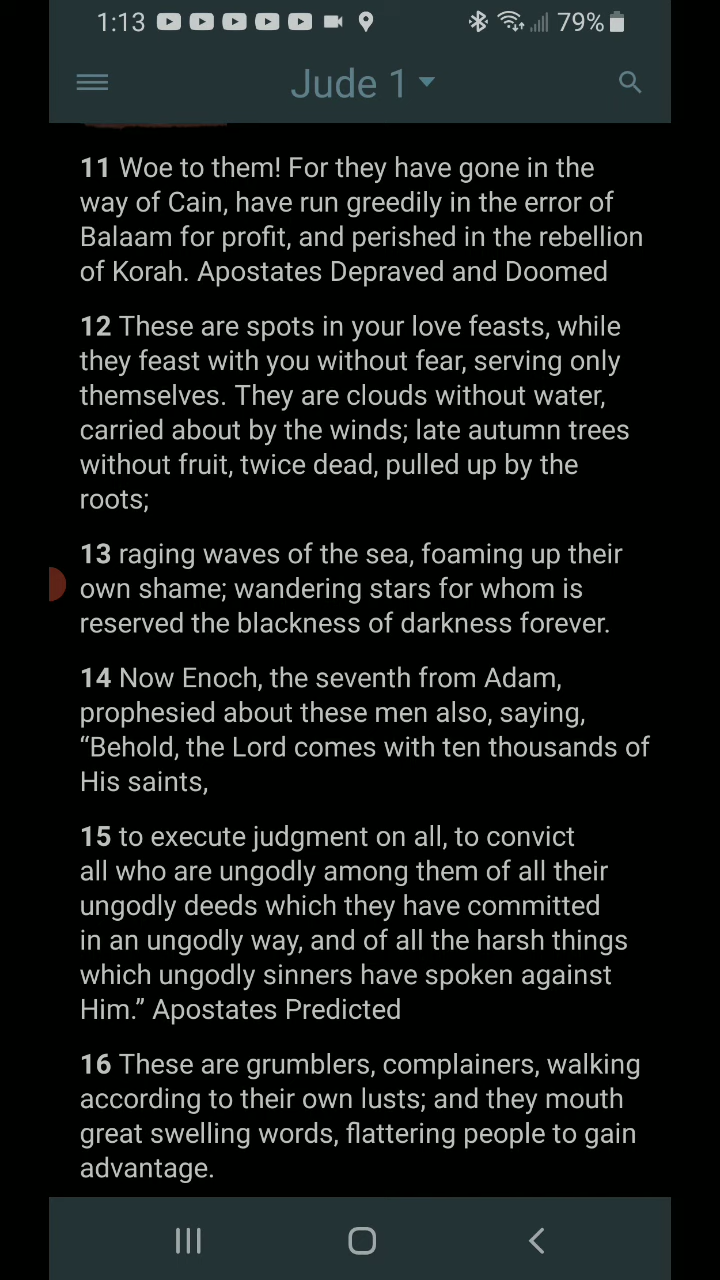 1:13
79%
Jude 1
11 Woe to them! For they have gone in the
way of Cain, have run greedily in the error of
Balaam for profit, and perished in the rebellion
of Korah. Apostates Depraved and Doomed
12 These are spots in your love feasts, while
they feast with you without fear, serving only
themselves. They are clouds without water,
carried about by the winds; late autumn trees
without fruit, twice dead, pulled up by the
roots;
13 raging waves of the sea, foaming up their
own shame; wandering stars for whom is
reserved the blackness of darkness forever.
14 Now Enoch, the seventh from Adam,
prophesied about these men also, saying,
“Behold, the Lord comes with ten thousands of
His saints,
15 to execute judgment on all, to convict
all who are ungodly among them of all their
ungodly deeds which they have committed
in an ungodly way, and of all the harsh things
which ungodly sinners have spoken against
Him.” Apostates Predicted
16 These are grumblers, complainers, walking
according to their own lusts; and they mouth
great swelling words, flattering people to gain
advantage.